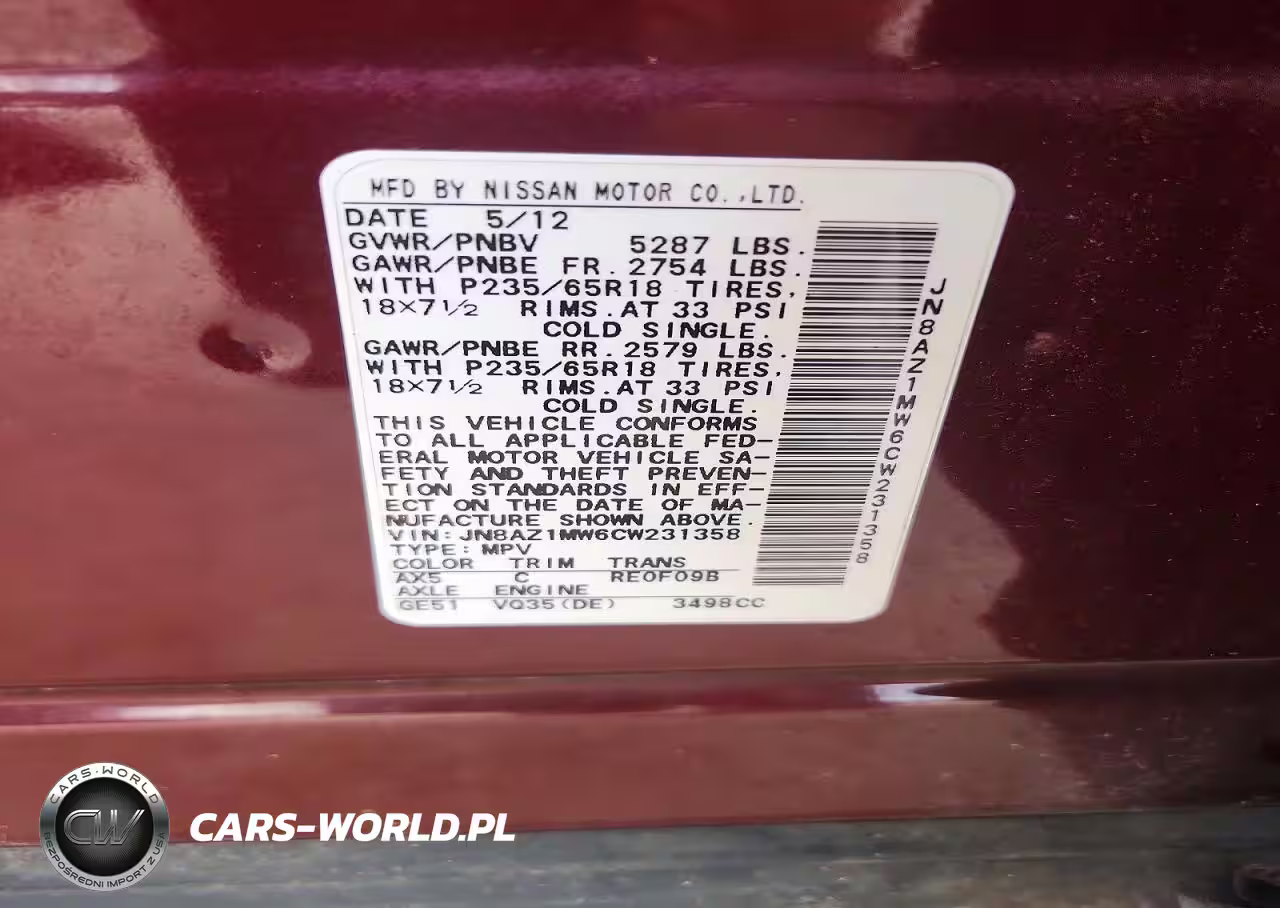 MFD BY NISSAN MOTOR CO.,LTD.
DATE 5/12
GVWR/PNBV 5287 LBS.
GAWR/PNBE FR. 2754 LBS.
WITH P235/65R18 TIRES,
18×7½ RIMS.AT 33 PSI
COLD SINGLE.
GAWR/PNBE RR. 2579 LBS.
WITH P235/65R18 TIRES,
18×7½ RIMS.AT 33 PSI
COLD SINGLE.
THIS VEHICLE CONFORMS
TO ALL APPLICABLE FED-
ERAL MOTOR VEHICLE SA-
FETY AND THEFT PREVEN-
TION STANDARDS IN EFF-
ECT ON THE DATE OF MA-
NUFACTURE SHOWN ABOVE.
VIN:JN8AZ1MW6CW231358
TYPE: MPV
COLOR TRIM TRANS
AX5 C RE0F09B
AXLE ENGINE
GE51 VQ35(DE) 3498CC
JN8AZ1MW6CW231358
CARS-WORLD
CW
BEZPOŚREDNI IMPORT Z USA
CARS-WORLD.PL